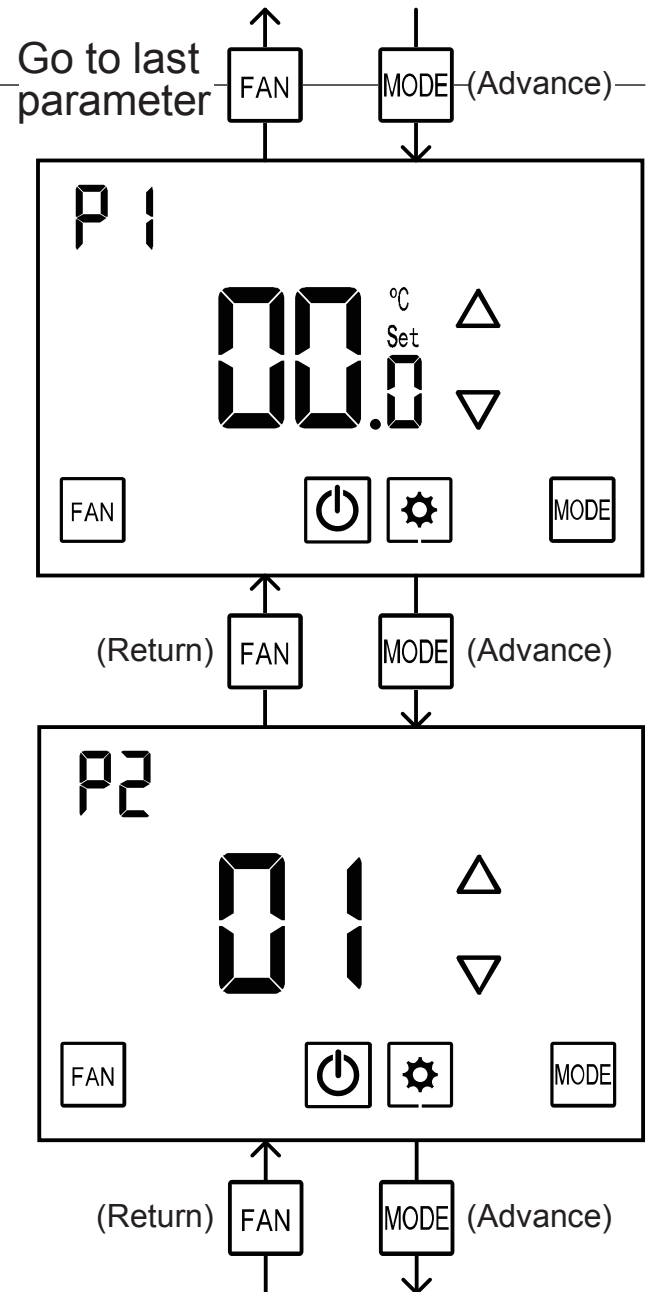 Go to last
parameter FAN MODE (Advance)
P1
00.0 °C
Set
FAN MODE
(Return) FAN MODE (Advance)
P2
01
FAN MODE
(Return) FAN MODE (Advance)